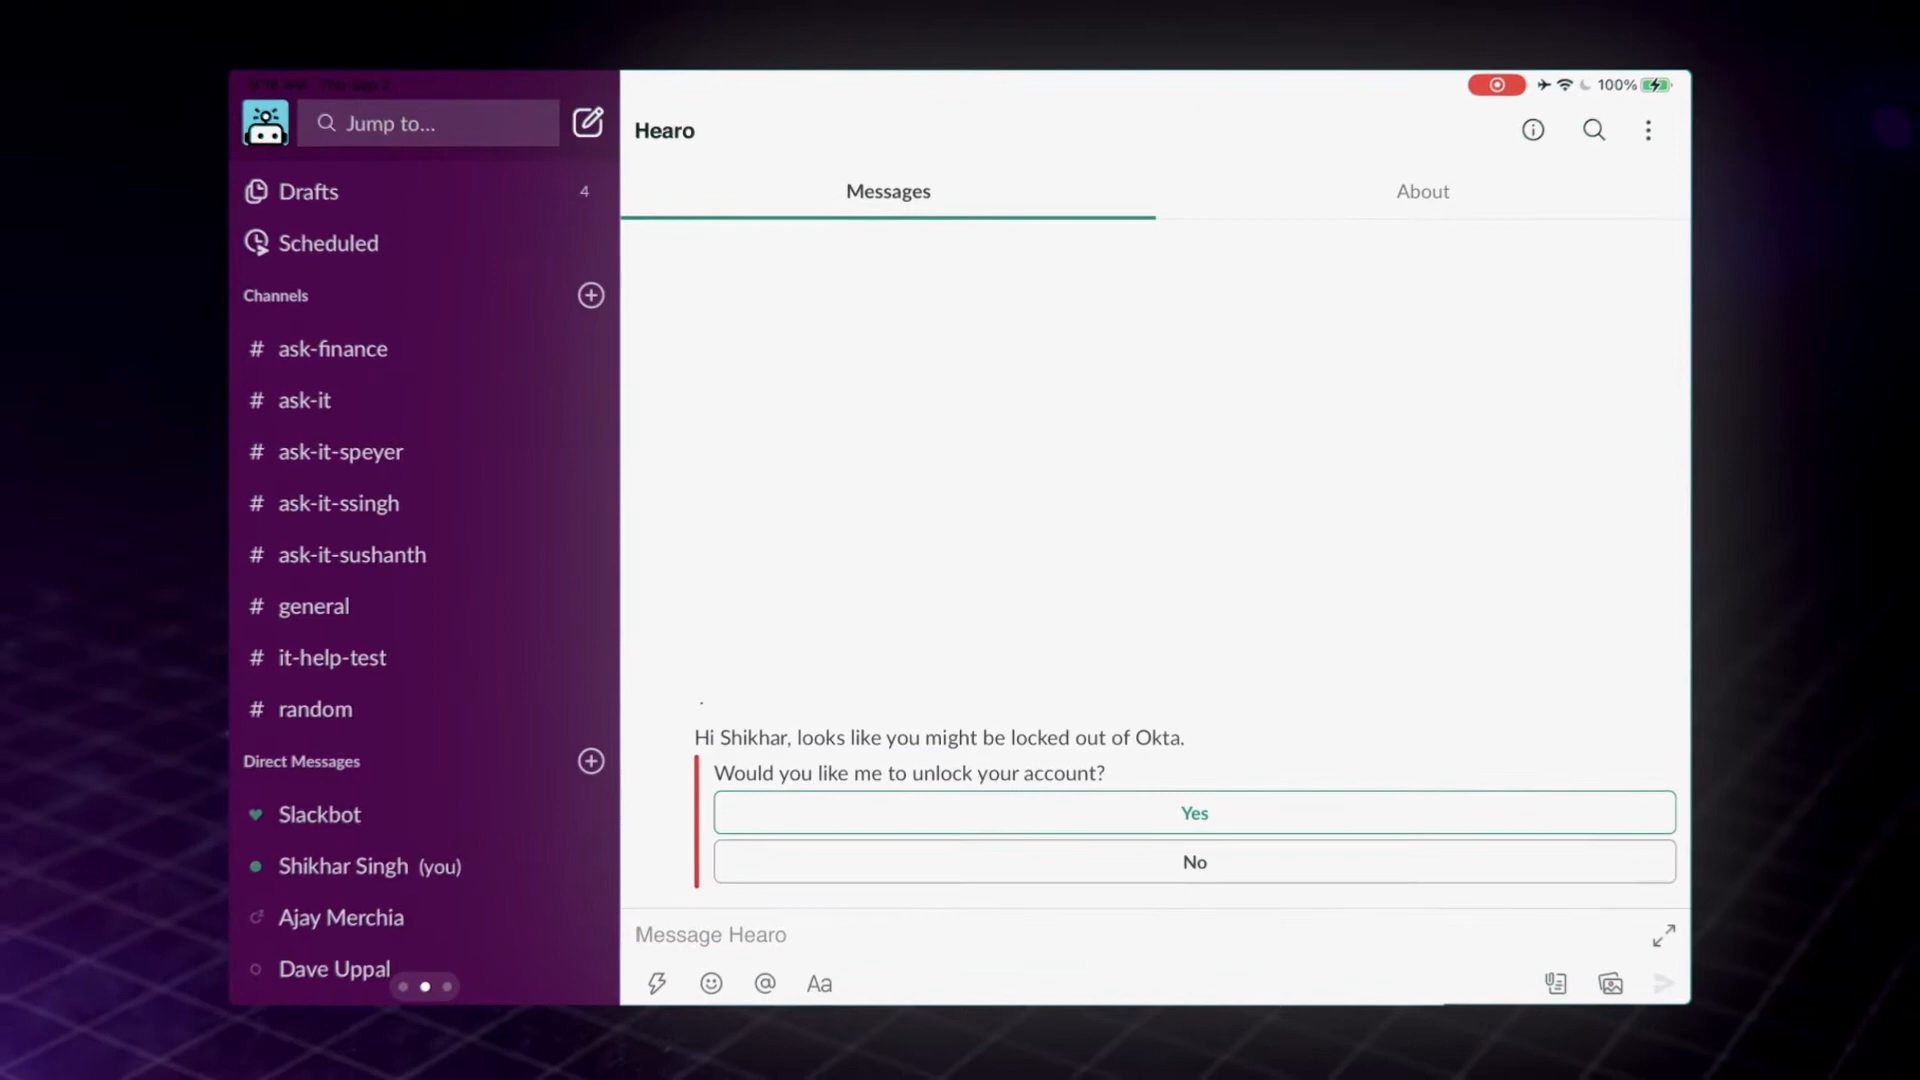 Jump to...
Drafts 4
Scheduled
Channels
# ask-finance
# ask-it
# ask-it-speyer
# ask-it-ssingh
# ask-it-sushanth
# general
# it-help-test
# random
Direct Messages
Slackbot
Shikhar Singh (you)
Ajay Merchia
Dave Uppal
100%
Hearo
Messages
About
.
Hi Shikhar, looks like you might be locked out of Okta.
Would you like me to unlock your account?
Yes
No
Message Hearo
@ Aa